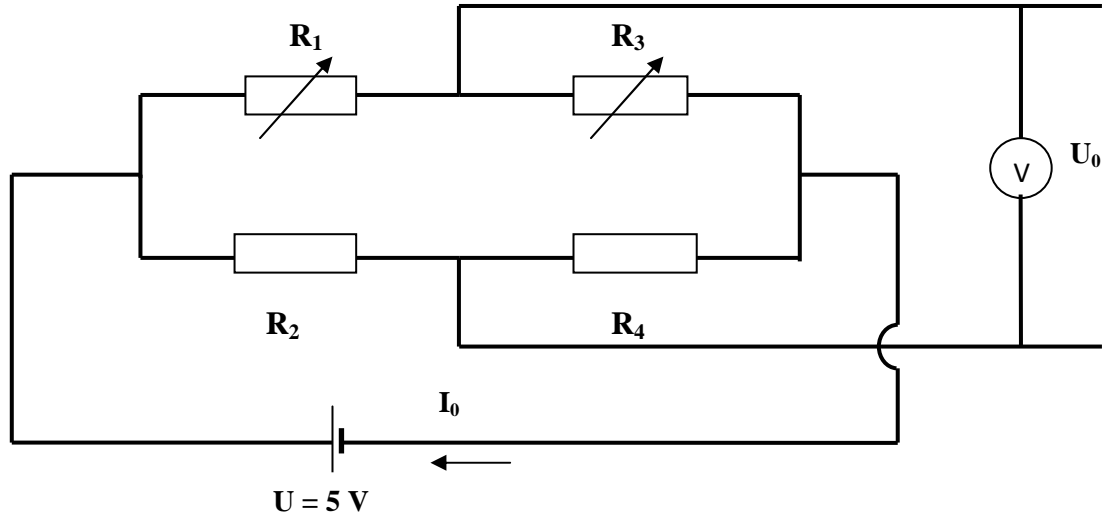 R₁
R₃
U₀
V
R₂
R₄
I₀
U = 5 V